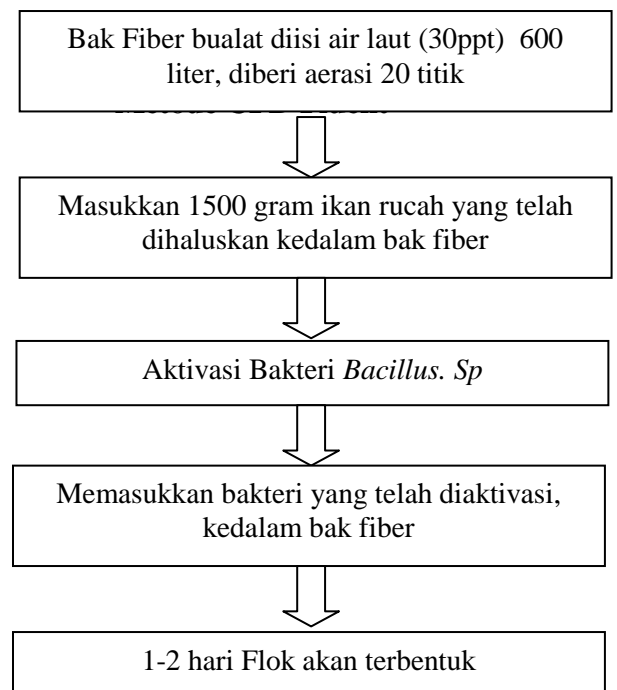 Bak Fiber bualat diisi air laut (30ppt) 600
liter, diberi aerasi 20 titik
Masukkan 1500 gram ikan rucah yang telah
dihaluskan kedalam bak fiber
Aktivasi Bakteri Bacillus. Sp
Memasukkan bakteri yang telah diaktivasi,
kedalam bak fiber
1-2 hari Flok akan terbentuk